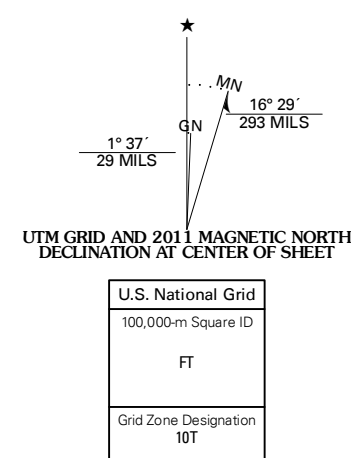 ★
MN
GN
16° 29´
293 MILS
1° 37´
29 MILS
UTM GRID AND 2011 MAGNETIC NORTH
DECLINATION AT CENTER OF SHEET
U.S. National Grid
100,000-m Square ID
FT
Grid Zone Designation
10T